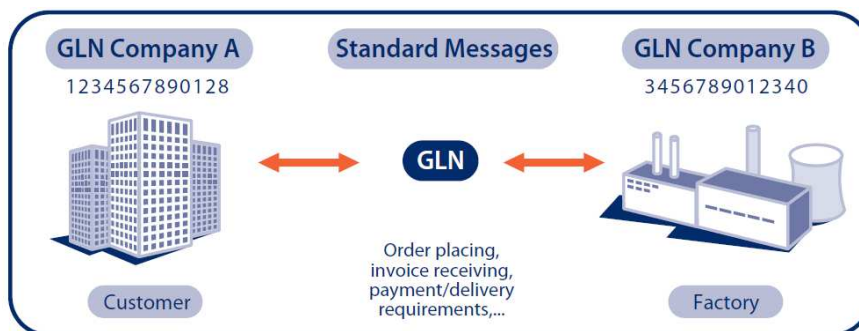 GLN Company A
Standard Messages
GLN Company B
1234567890128
3456789012340
GLN
Order placing,
invoice receiving,
payment/delivery
requirements,...
Customer
Factory